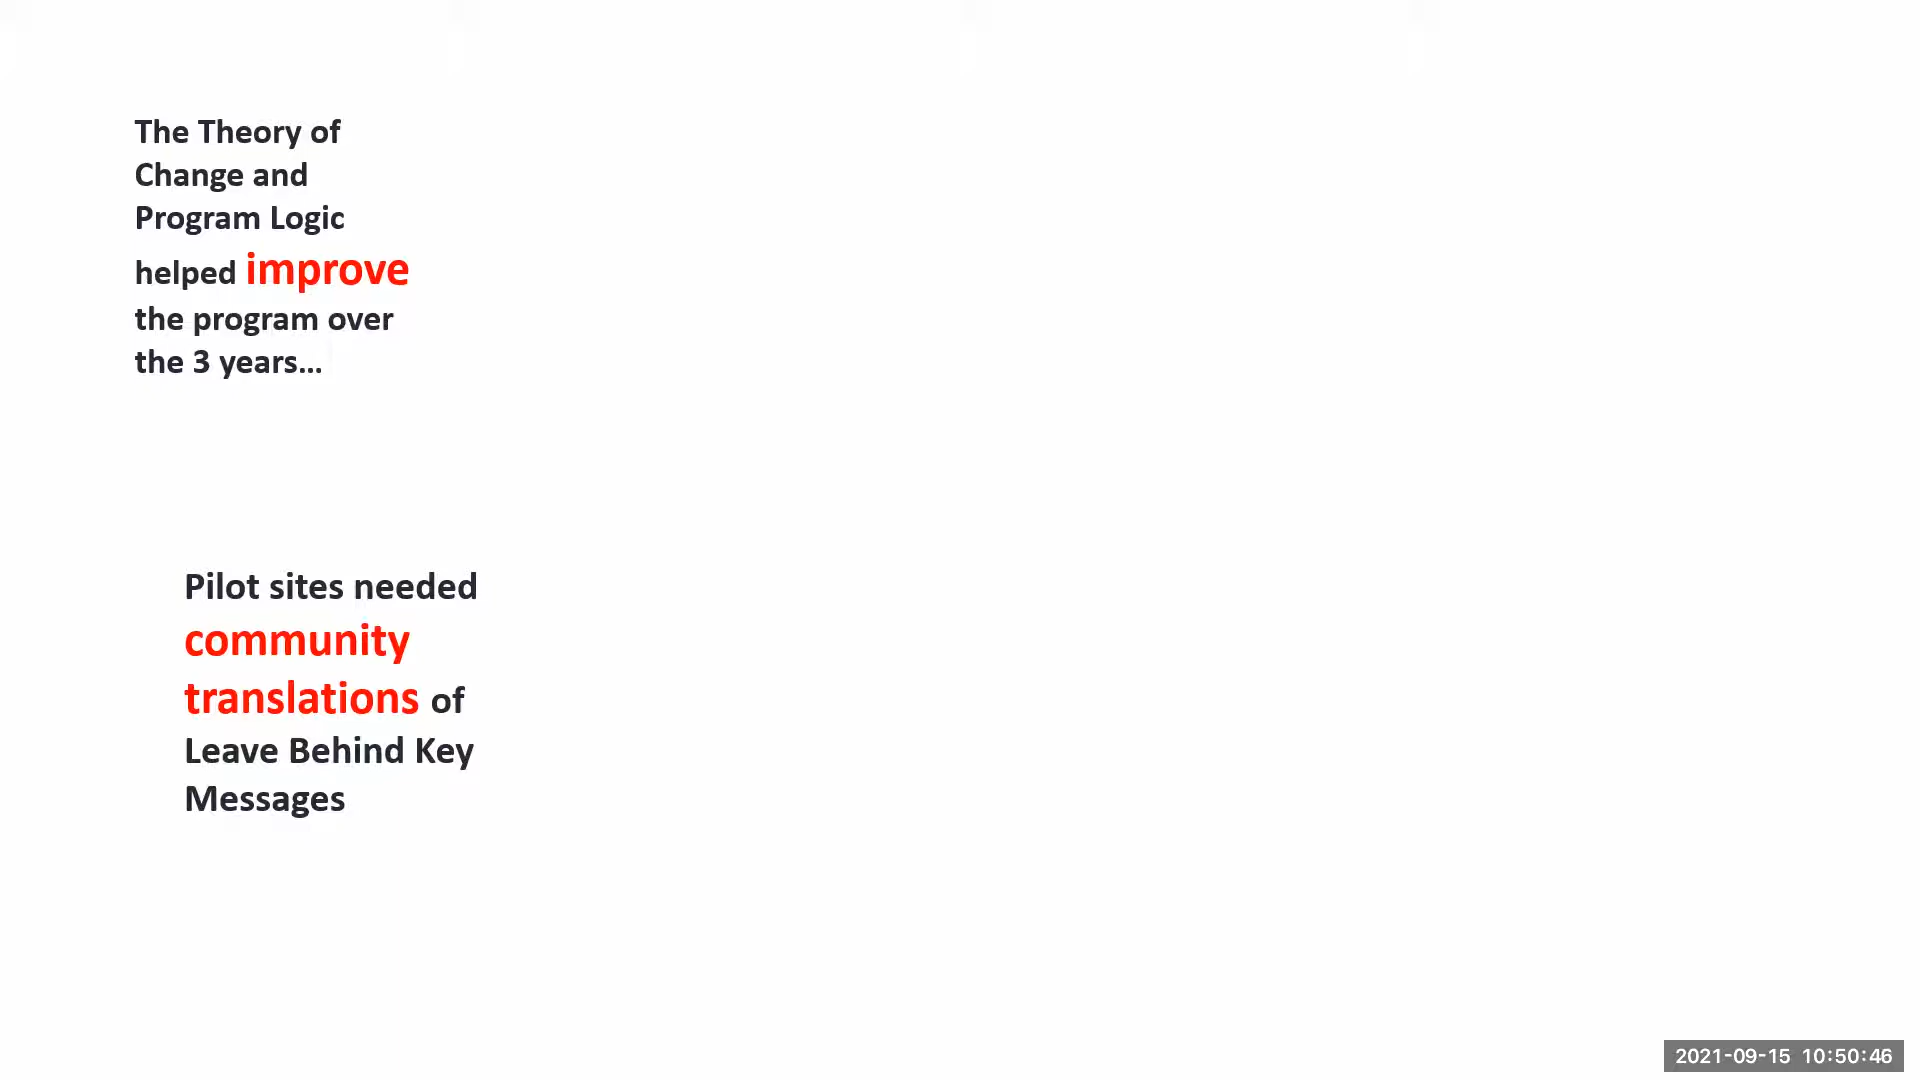 The Theory of
Change and
Program Logic
helped improve
the program over
the 3 years...
Pilot sites needed
community
translations of
Leave Behind Key
Messages
2021-09-15 10:50:46